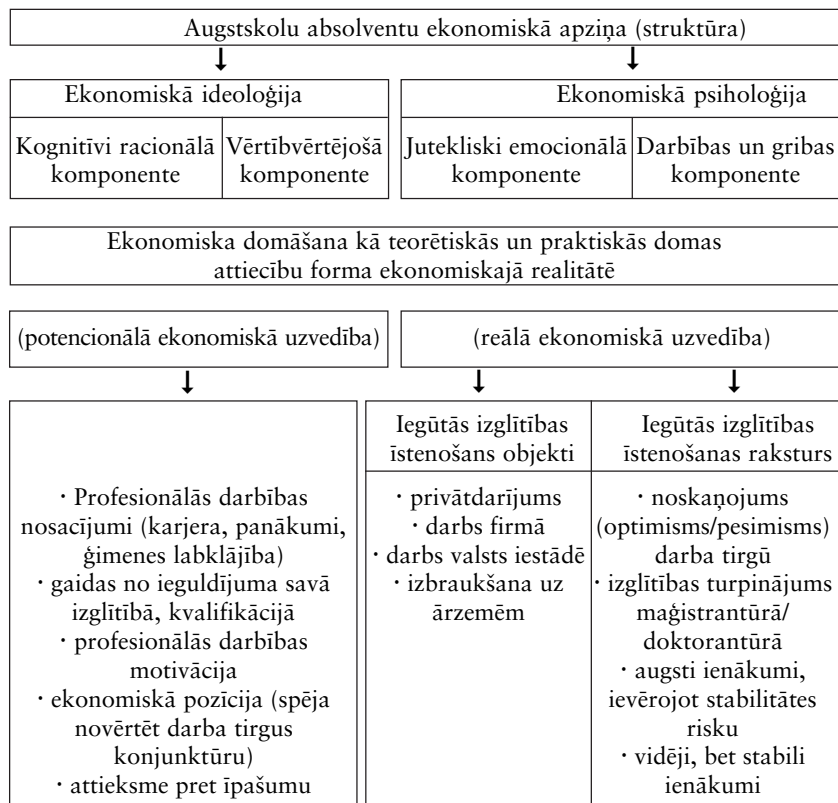 Augstskolu absolventu ekonomiskā apziņa (struktūra)
Ekonomiskā ideoloģija
Kognitīvi racionālā
komponente
Vērtībvērtējošā
komponente
Ekonomiskā psiholoģija
Jutekliski emocionālā
komponente
Darbības un gribas
komponente
Ekonomiska domāšana kā teorētiskās un praktiskās domas
attiecību forma ekonomiskajā realitātē
(potencionālā ekonomiskā uzvedība)
(reālā ekonomiskā uzvedība)
· Profesionālās darbības
nosacījumi (karjera, panākumi,
ģimenes labklājība)
· gaidas no ieguldījuma savā
izglītībā, kvalifikācijā
· profesionālās darbības
motivācija
· ekonomiskā pozīcija (spēja
novērtēt darba tirgus
konjunktūru)
· attieksme pret īpašumu
Iegūtās izglītības
īstenošans objekti
· privātdarījums
· darbs firmā
· darbs valsts iestādē
· izbraukšana uz
ārzemēm
Iegūtās izglītības
īstenošanas raksturs
· noskaņojums
(optimisms/pesimisms)
darba tirgū
· izglītības turpinājums
maģistrantūrā/
doktorantūrā
· augsti ienākumi,
ievērojot stabilitātes
risku
· vidēji, bet stabili
ienākumi